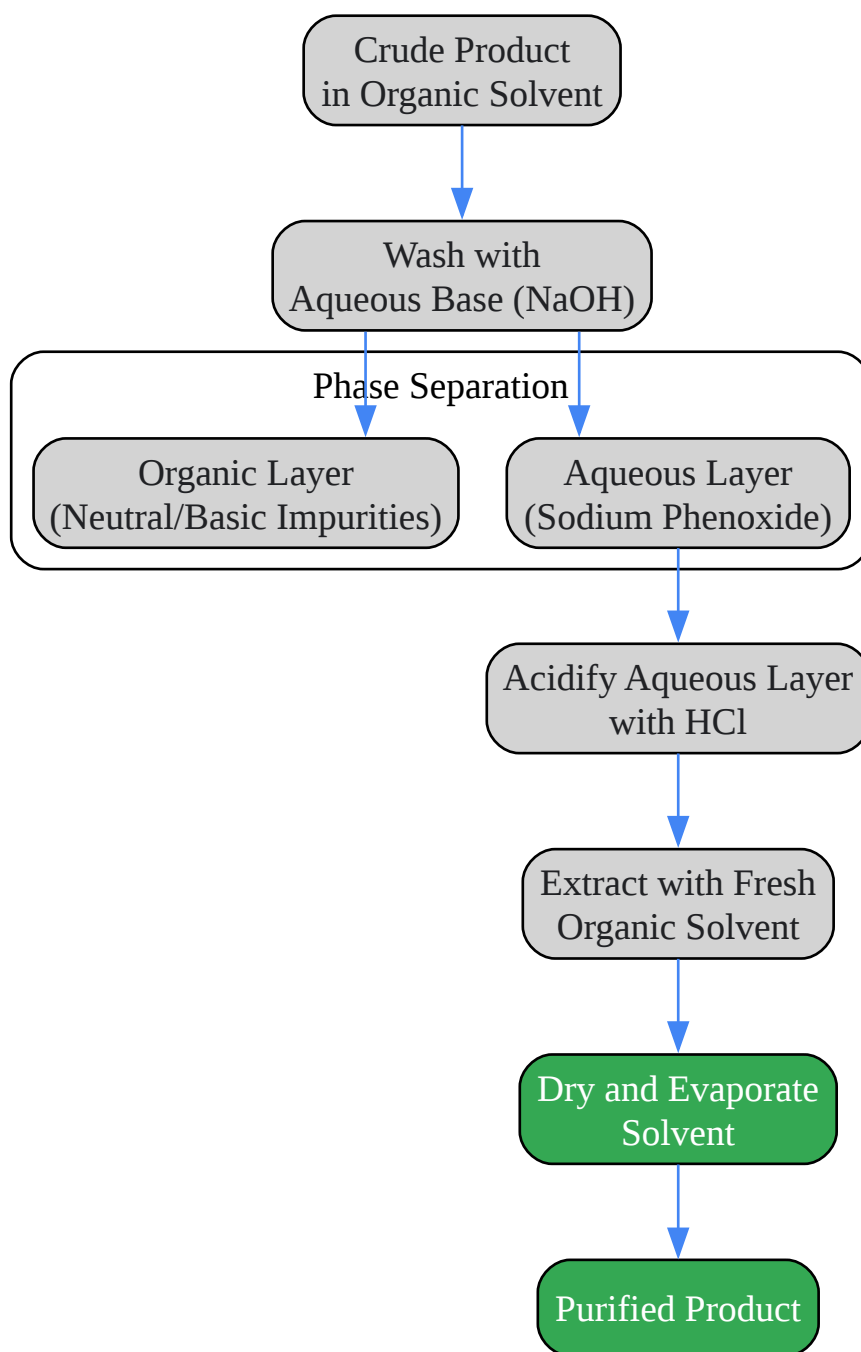 Crude Product
in Organic Solvent
Wash with
Aqueous Base (NaOH)
Phase Separation
Organic Layer
(Neutral/Basic Impurities)
Aqueous Layer
(Sodium Phenoxide)
Acidify Aqueous Layer
with HCl
Extract with Fresh
Organic Solvent
Dry and Evaporate
Solvent
Purified Product